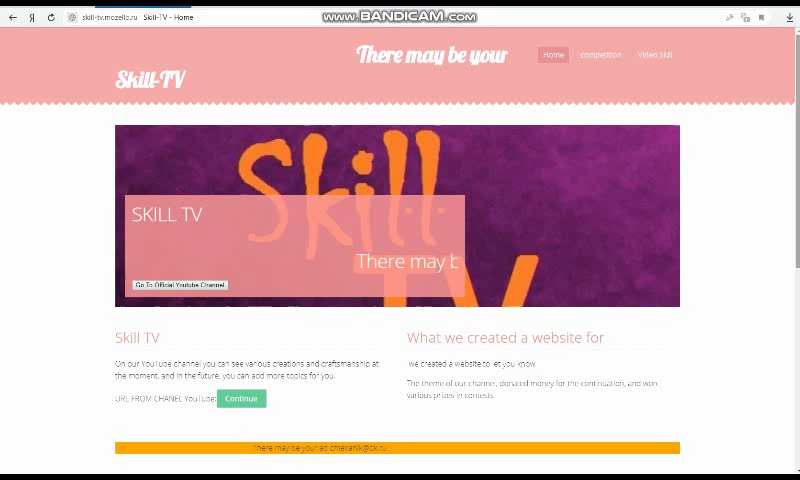 www.BANDICAM.com
Я
skill-tv.mozello.ru Skill-TV - Home
There may be your
Home competition Video Skill
Skill-TV
Skill
TV
SKILL TV
There may b
Go To Official Youtube Channel
Skill TV
On our YouTube channel you can see various creations and craftsmanship at
the moment, and in the future, you can add more topics for you.
URL FROM CHANEL YouTube: Continue
What we created a website for
we created a website to let you know
The theme of our channel, donated money for the continuation, and won
various prizes in contests
There may be your ad cmekanik@bk.ru